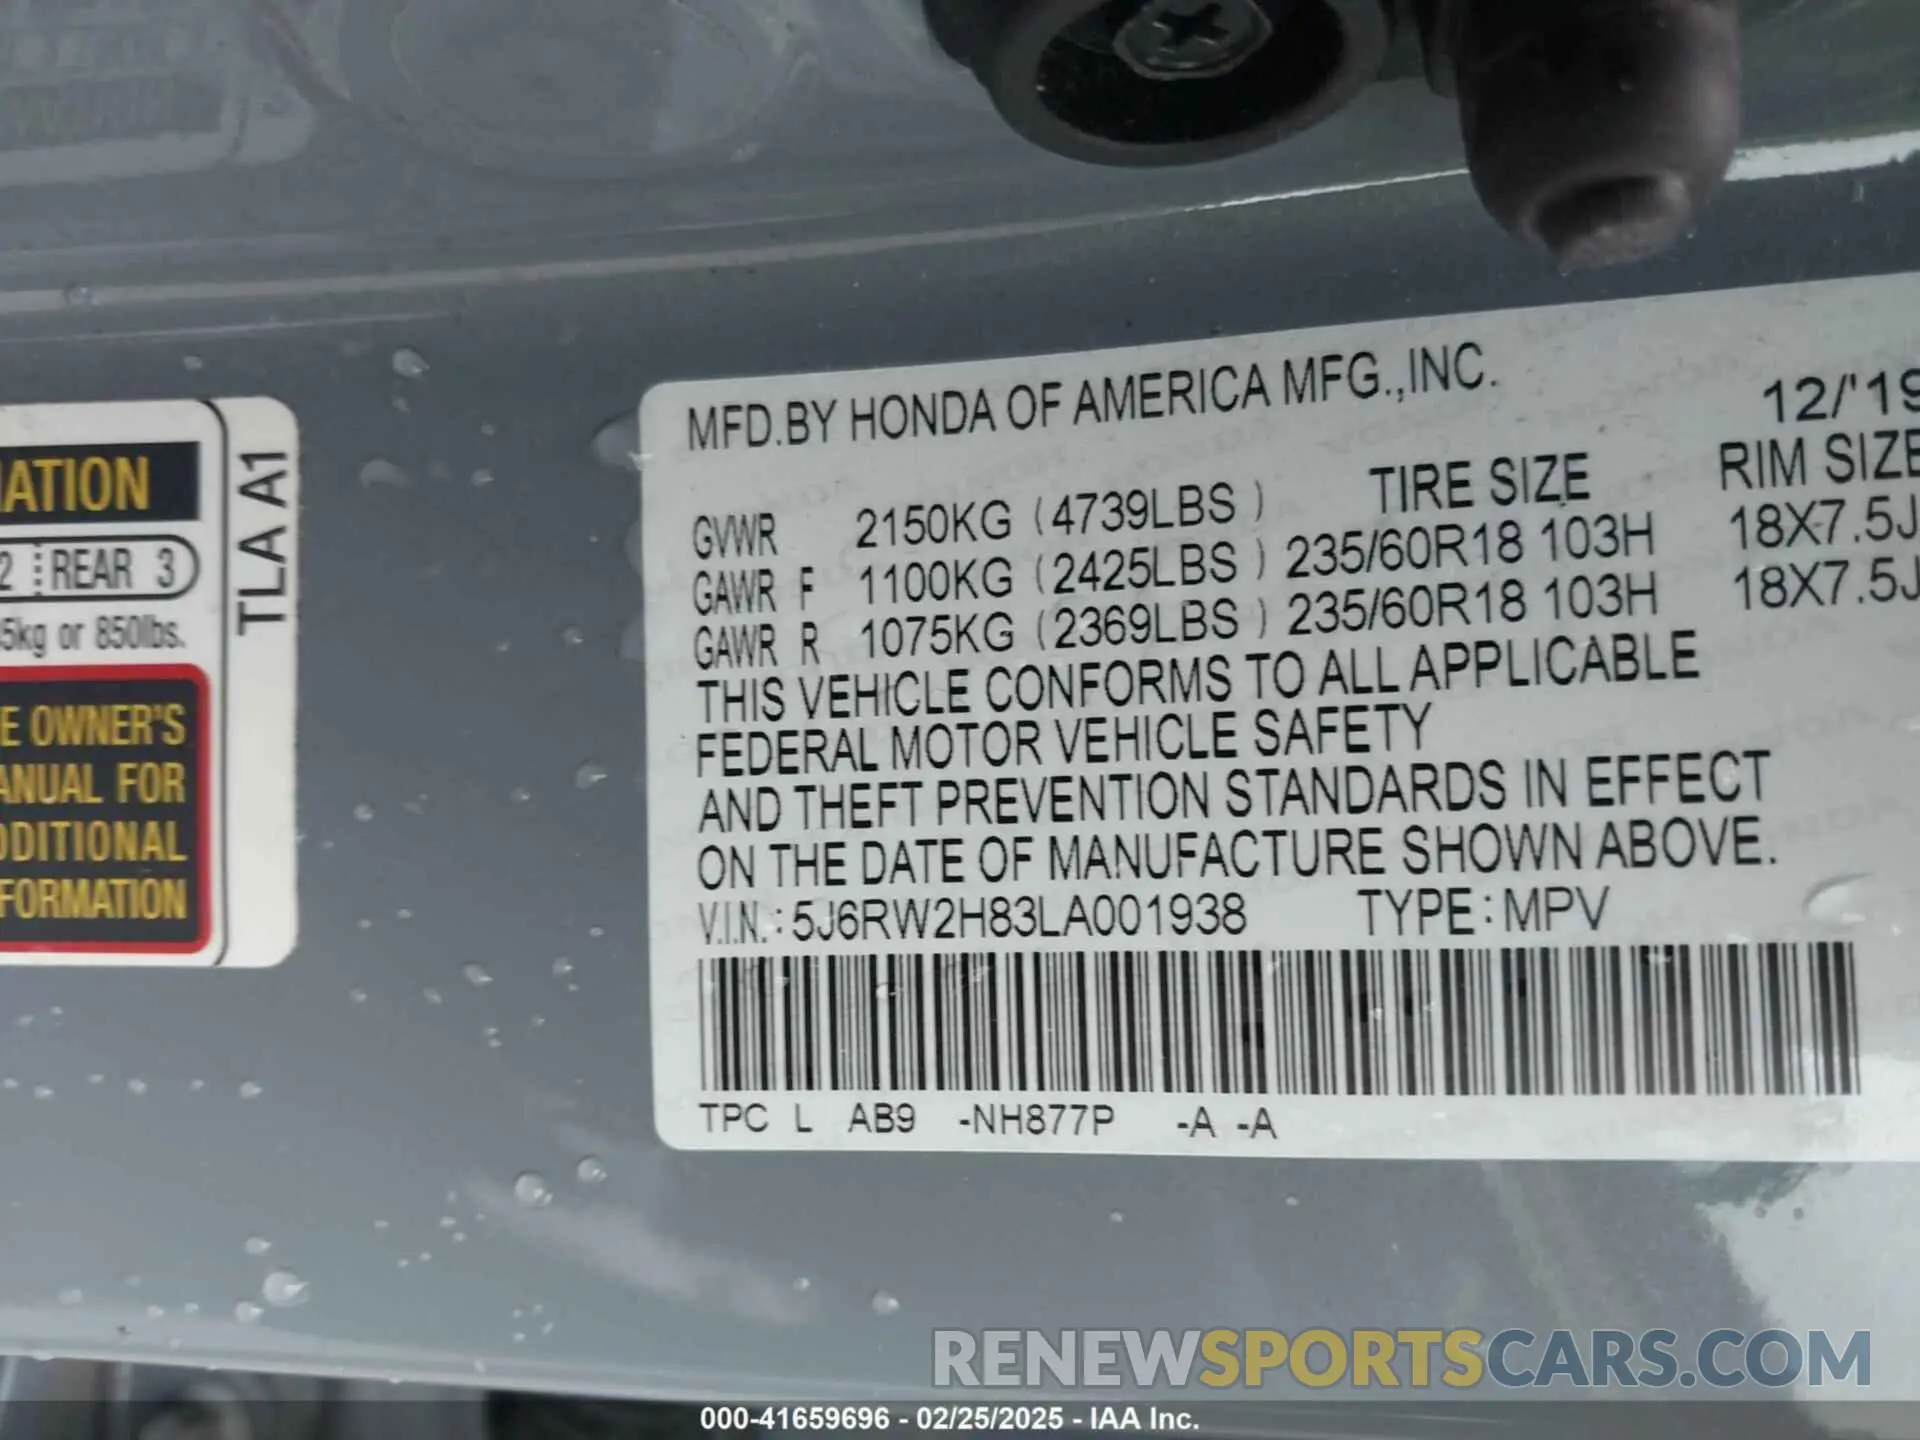 MFD.BY HONDA OF AMERICA MFG.,INC.
12/'19
TIRE SIZE RIM SIZE
GVWR 2150KG (4739LBS)
GAWR F 1100KG (2425LBS) 235/60R18 103H 18X7.5J
GAWR R 1075KG (2369LBS) 235/60R18 103H 18X7.5J
THIS VEHICLE CONFORMS TO ALL APPLICABLE
FEDERAL MOTOR VEHICLE SAFETY
AND THEFT PREVENTION STANDARDS IN EFFECT
ON THE DATE OF MANUFACTURE SHOWN ABOVE.
V.I.N.: 5J6RW2H83LA001938 TYPE: MPV
TPC L AB9 -NH877P -A -A
MATION
2 REAR 3
5kg or 850lbs.
E OWNER'S
ANUAL FOR
DDITIONAL
FORMATION
TLA A1
RENEWSPORTSCARS.COM
000-41659696 - 02/25/2025 - IAA Inc.